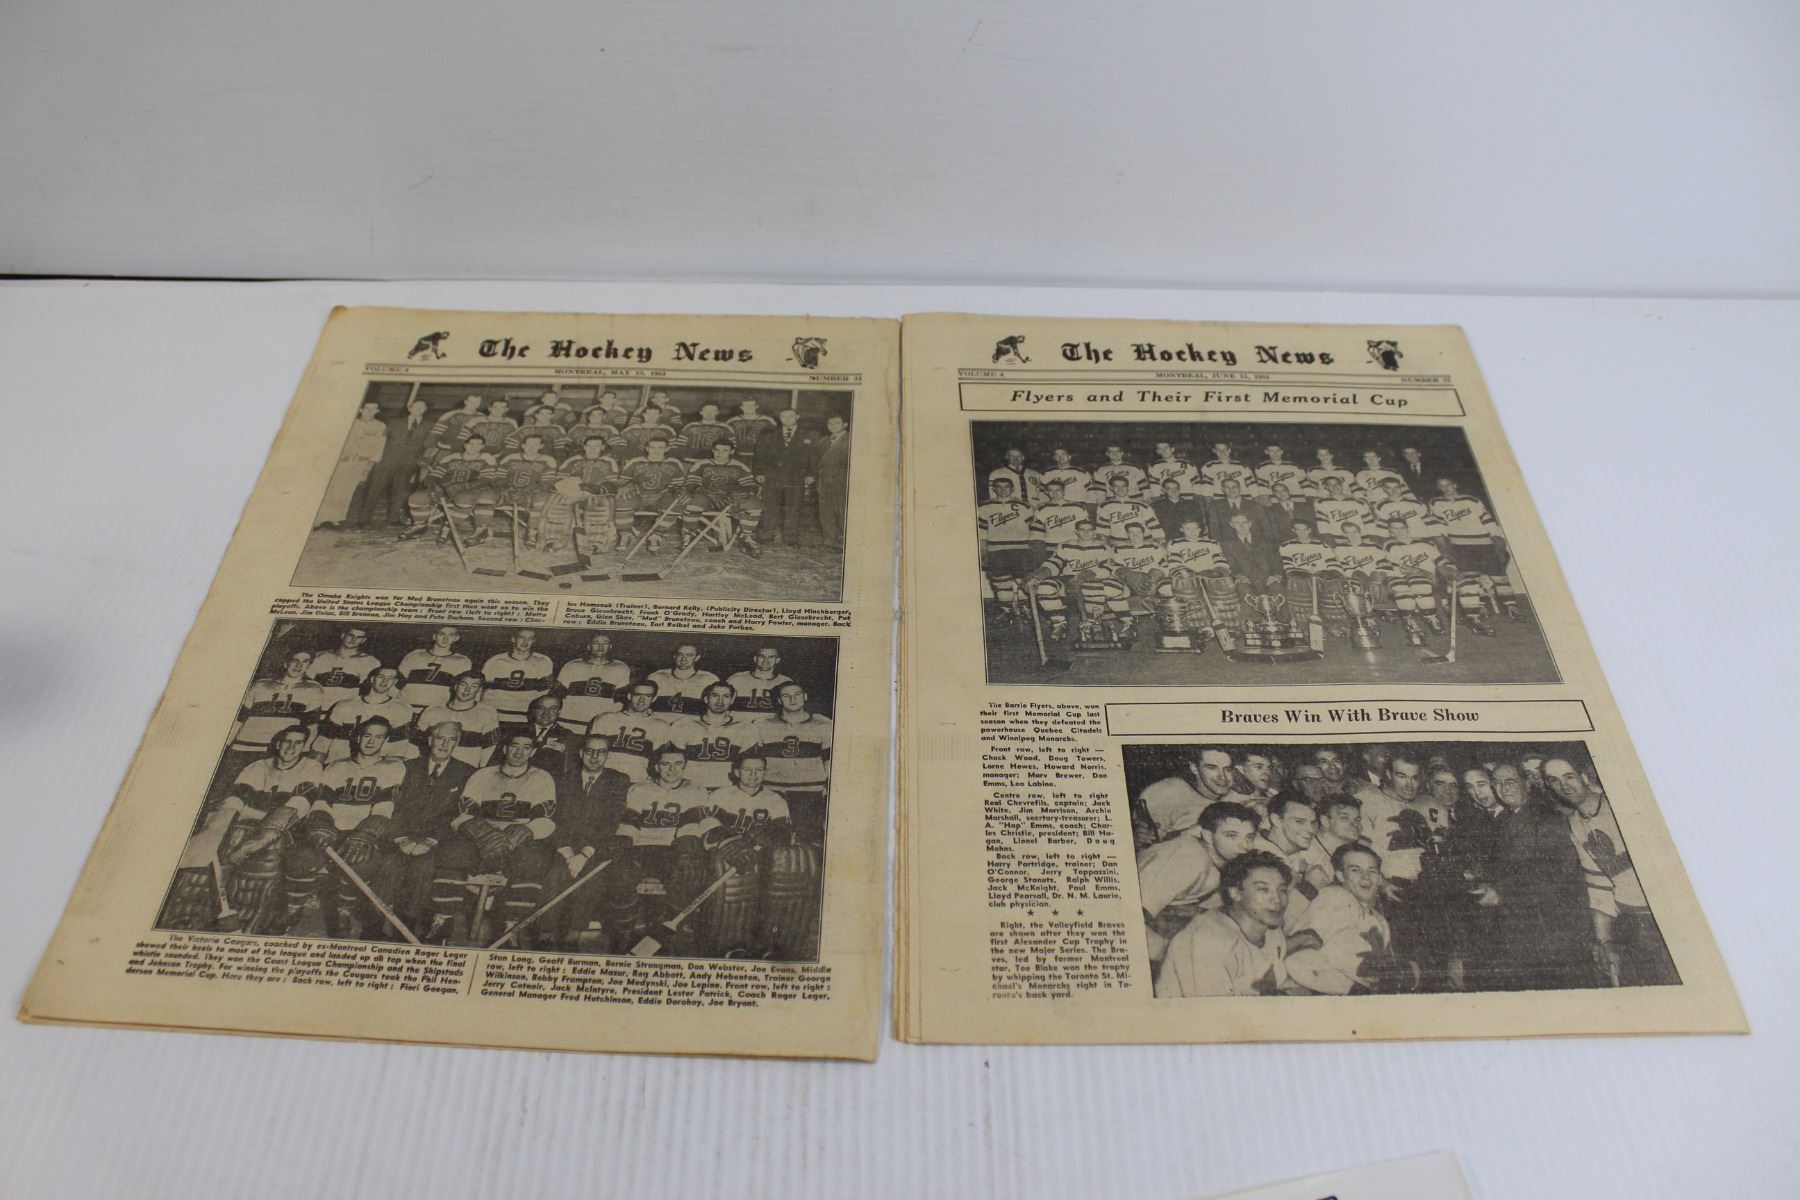 The Hockey News
VOLUME 4
MONTREAL, MAY 15, 1951
NUMBER 31
The Omaha Knights won for Mud Bruneteau again this season. They
capped the United States League Championship first then went on to win the
playoffs. Above is the championship team : Front row (left to right) :
McLean, Jim Uniac, Bill Brennan, Jim Hay and Pete Durham. Second row : Char-
les Homenuk (Trainer), Bernard Kelly, (Publicity Director), Lloyd Hinchberger,
Bruce Giesebrecht, Frank O'Grady, Hartley McLeod, Bert Giesebrecht, Pat
Coburn, Glen Skov, "Mud" Bruneteau, coach and Harry Fowler, manager. Back
row : Eddie Bruneteau, Earl Reibel and Jake Forbes.
The Victoria Cougars, coached by ex-Montreal Canadien Roger Leger
showed their heels to most of the league and landed up on top when the final
whistle sounded. They won the Coast League Championship and the Shipstads
and Johnson Trophy. For winning the playoffs the Cougars took the Phil Hen-
derson Memorial Cup. Here they are : Back row, left to right : Fiori Goegan,
Stan Long, Geoff Burman, Bernie Strongman, Don Webster, Joe Evans. Middle
row, left to right : Eddie Mazur, Reg Abbott, Andy Hebenton, Trainer George
Wilkinson, Bobby Frampton, Joe Medynski, Joe Lepine. Front row, left to right :
Jerry Cotnoir, Jack McIntyre, President Lester Patrick, Coach Roger Leger,
General Manager Fred Hutchinson, Eddie Dorohoy, Joe Bryant.
The Hockey News
VOLUME 4
MONTREAL, JUNE 15, 1951
NUMBER 32
Flyers and Their First Memorial Cup
The Barrie Flyers, above, won
their first Memorial Cup last
season when they defeated the
powerhouse Quebec Citadels
and Winnipeg Monarchs.
Front row, left to right —
Chuck Wood, Doug Towers,
Lorne Howes, Howard Norris,
manager; Marv Brewer, Don
Emms, Leo Labine.
Centre row, left to right
Real Chevrefils, captain; Jack
White, Jim Morrison, Archie
Marshall, secrtary-treasurer; L.
A. "Hap" Emms, coach; Char-
les Christie, president; Bill Ha-
gan, Lionel Barber, Doug
Mohns.
Back row, left to right —
Harry Partridge, trainer; Dan
O'Connor, Jerry Toppazzini,
George Stanutz, Ralph Willis,
Jack McKnight, Paul Emms,
Lloyd Pearsall, Dr. N. M. Laurie,
club physician.
★ ★ ★
Right, the Valleyfield Braves
are shown after they won the
first Alexander Cup Trophy in
the new Major Series. The Bra-
ves, led by former Montreal
star, Toe Blake won the trophy
by whipping the Toronto St. Mi-
chael's Monarchs right in To-
ronto's back yard.
Braves Win With Brave Show